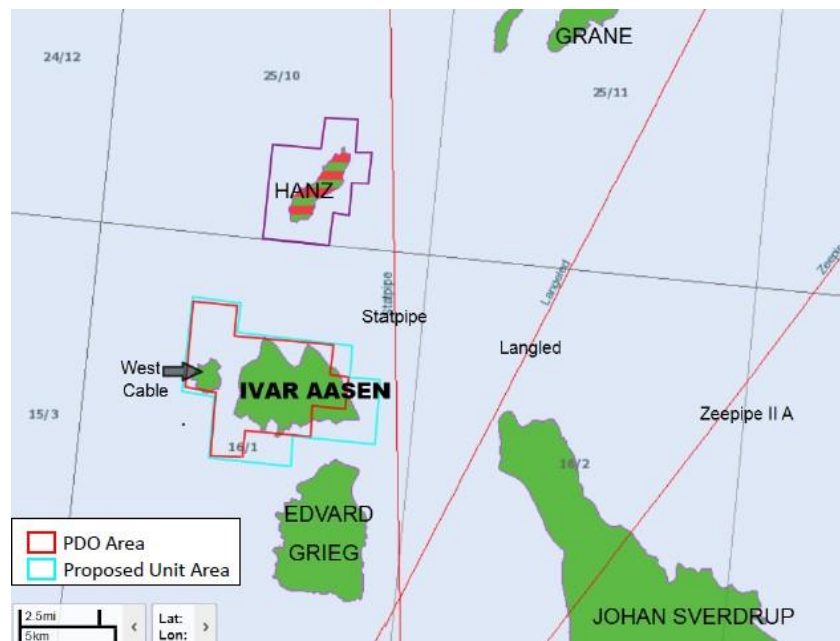 GRANE
24/12
25/10
25/11
HANZ
Statpipe
Langeled
Zeepipe
Statpipe
Langled
West
Cable
IVAR AASEN
15/3
16/1
16/2
Zeepipe II A
EDVARD
GRIEG
JOHAN SVERDRUP
PDO Area
Proposed Unit Area
2.5mi
5km
<
Lat:
Lon:
>